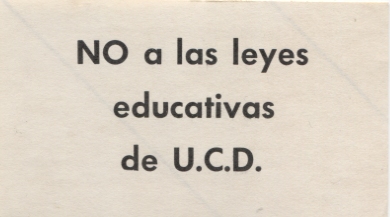 NO a las leyes
educativas
de U.C.D.